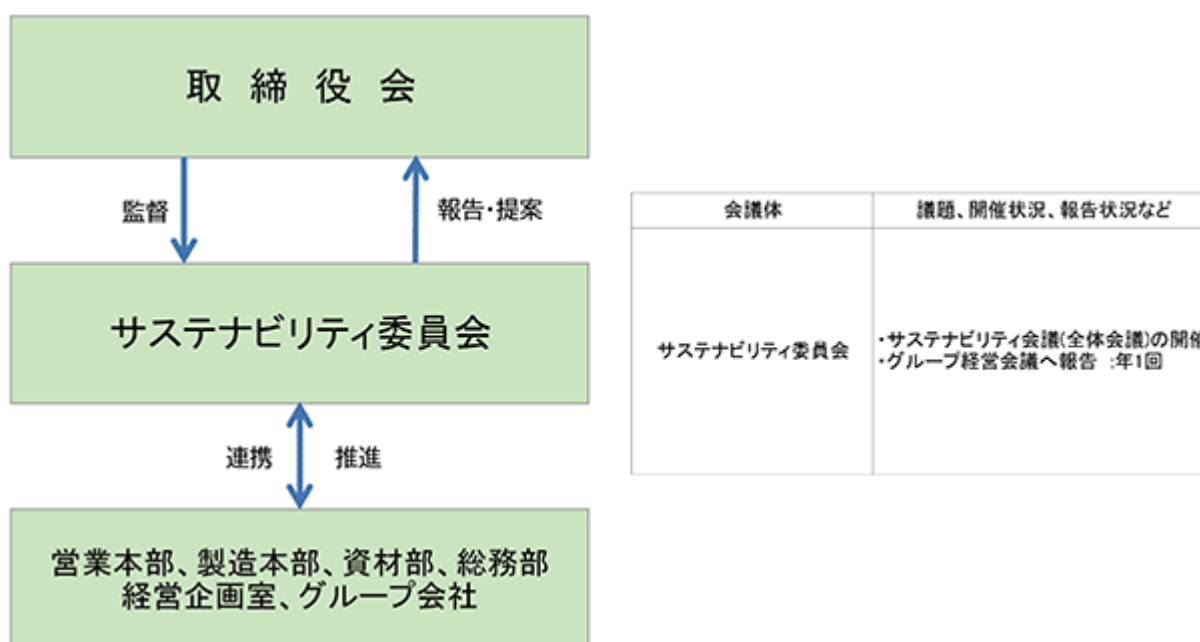 取 締 役 会
監督
報告・提案
サステナビリティ委員会
連携
推進
営業本部、製造本部、資材部、総務部
経営企画室、グループ会社
会議体
議題、開催状況、報告状況など
サステナビリティ委員会
・サステナビリティ会議(全体会議)の開催
・グループ経営会議へ報告 :年1回